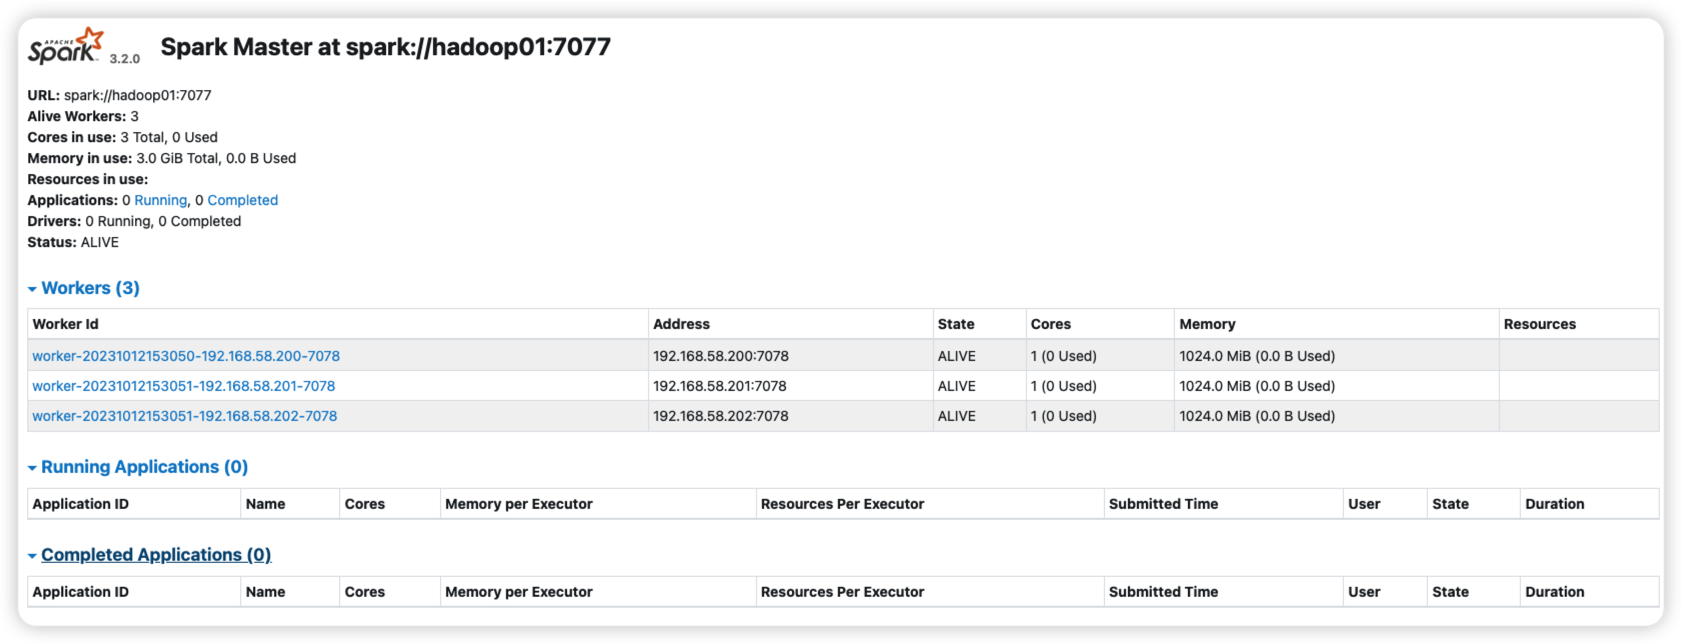 APACHE
Spark 3.2.0 Spark Master at spark://hadoop01:7077
URL: spark://hadoop01:7077
Alive Workers: 3
Cores in use: 3 Total, 0 Used
Memory in use: 3.0 GiB Total, 0.0 B Used
Resources in use:
Applications: 0 Running, 0 Completed
Drivers: 0 Running, 0 Completed
Status: ALIVE
Workers (3)
Worker Id Address State Cores Memory Resources
worker-20231012153050-192.168.58.200-7078 192.168.58.200:7078 ALIVE 1 (0 Used) 1024.0 MiB (0.0 B Used)
worker-20231012153051-192.168.58.201-7078 192.168.58.201:7078 ALIVE 1 (0 Used) 1024.0 MiB (0.0 B Used)
worker-20231012153051-192.168.58.202-7078 192.168.58.202:7078 ALIVE 1 (0 Used) 1024.0 MiB (0.0 B Used)
Running Applications (0)
Application ID Name Cores Memory per Executor Resources Per Executor Submitted Time User State Duration
Completed Applications (0)
Application ID Name Cores Memory per Executor Resources Per Executor Submitted Time User State Duration